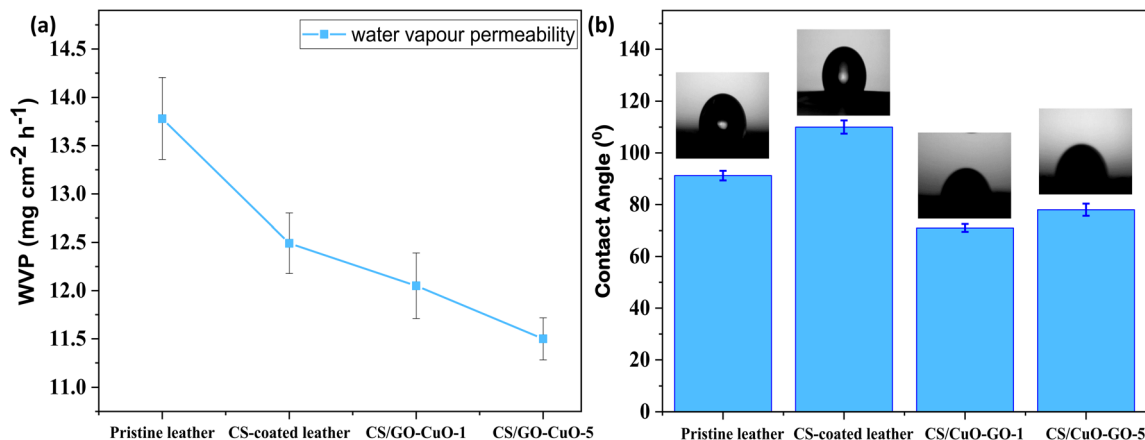 (a)
water vapour permeability
WVP (mg cm⁻² h⁻¹)
14.5
14.0
13.5
13.0
12.5
12.0
11.5
11.0
Pristine leather CS-coated leather CS/GO-CuO-1 CS/GO-CuO-5
(b)
Contact Angle (⁰)
140
120
100
80
60
40
20
0
Pristine leather CS-coated leather CS/CuO-GO-1 CS/CuO-GO-5